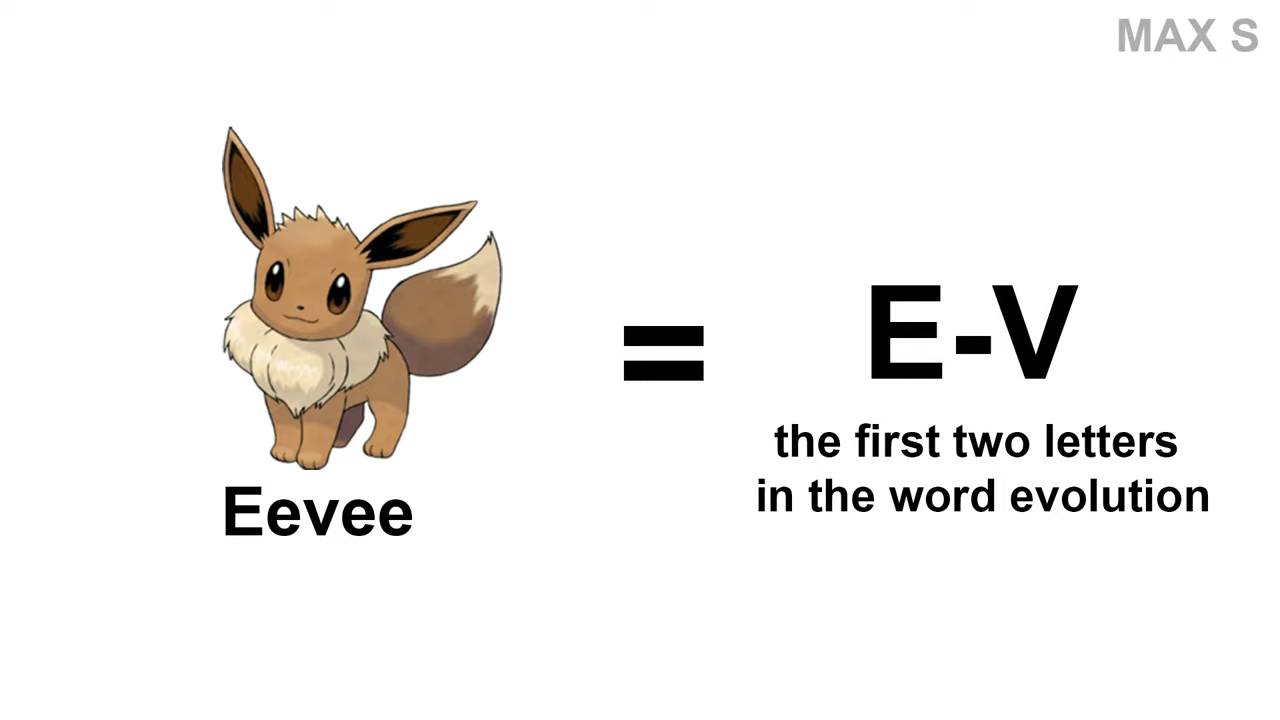 MAX S
Eevee
=
E-V
the first two letters
in the word evolution